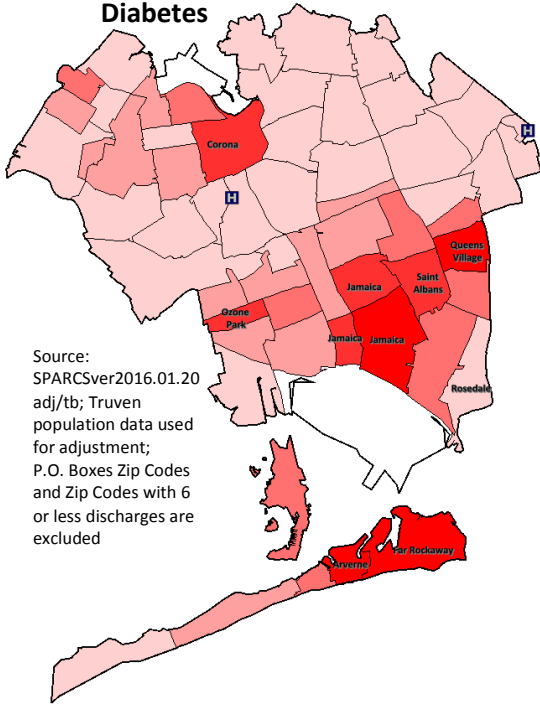 Diabetes
Corona
H
H
Queens
Village
Saint
Albans
Jamaica
Ozone
Park
Jamaica
Jamaica
Rosedale
Source:
SPARCSver2016.01.20
adj/tb; Truven
population data used
for adjustment;
P.O. Boxes Zip Codes
and Zip Codes with 6
or less discharges are
excluded
Far Rockaway
Arverne